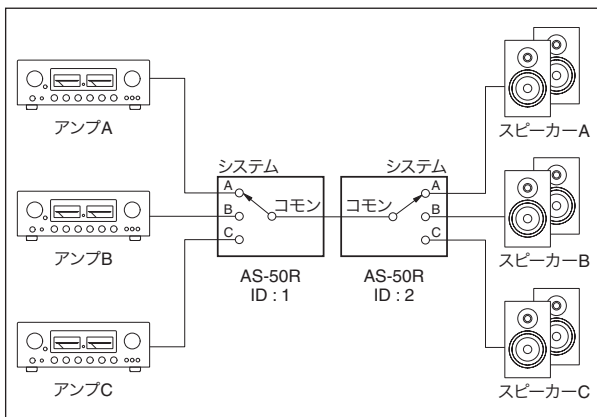 アンプA
アンプB
アンプC
システム
A
B
C
コモン
AS-50R
ID : 1
システム
A
B
C
コモン
AS-50R
ID : 2
スピーカーA
スピーカーB
スピーカーC